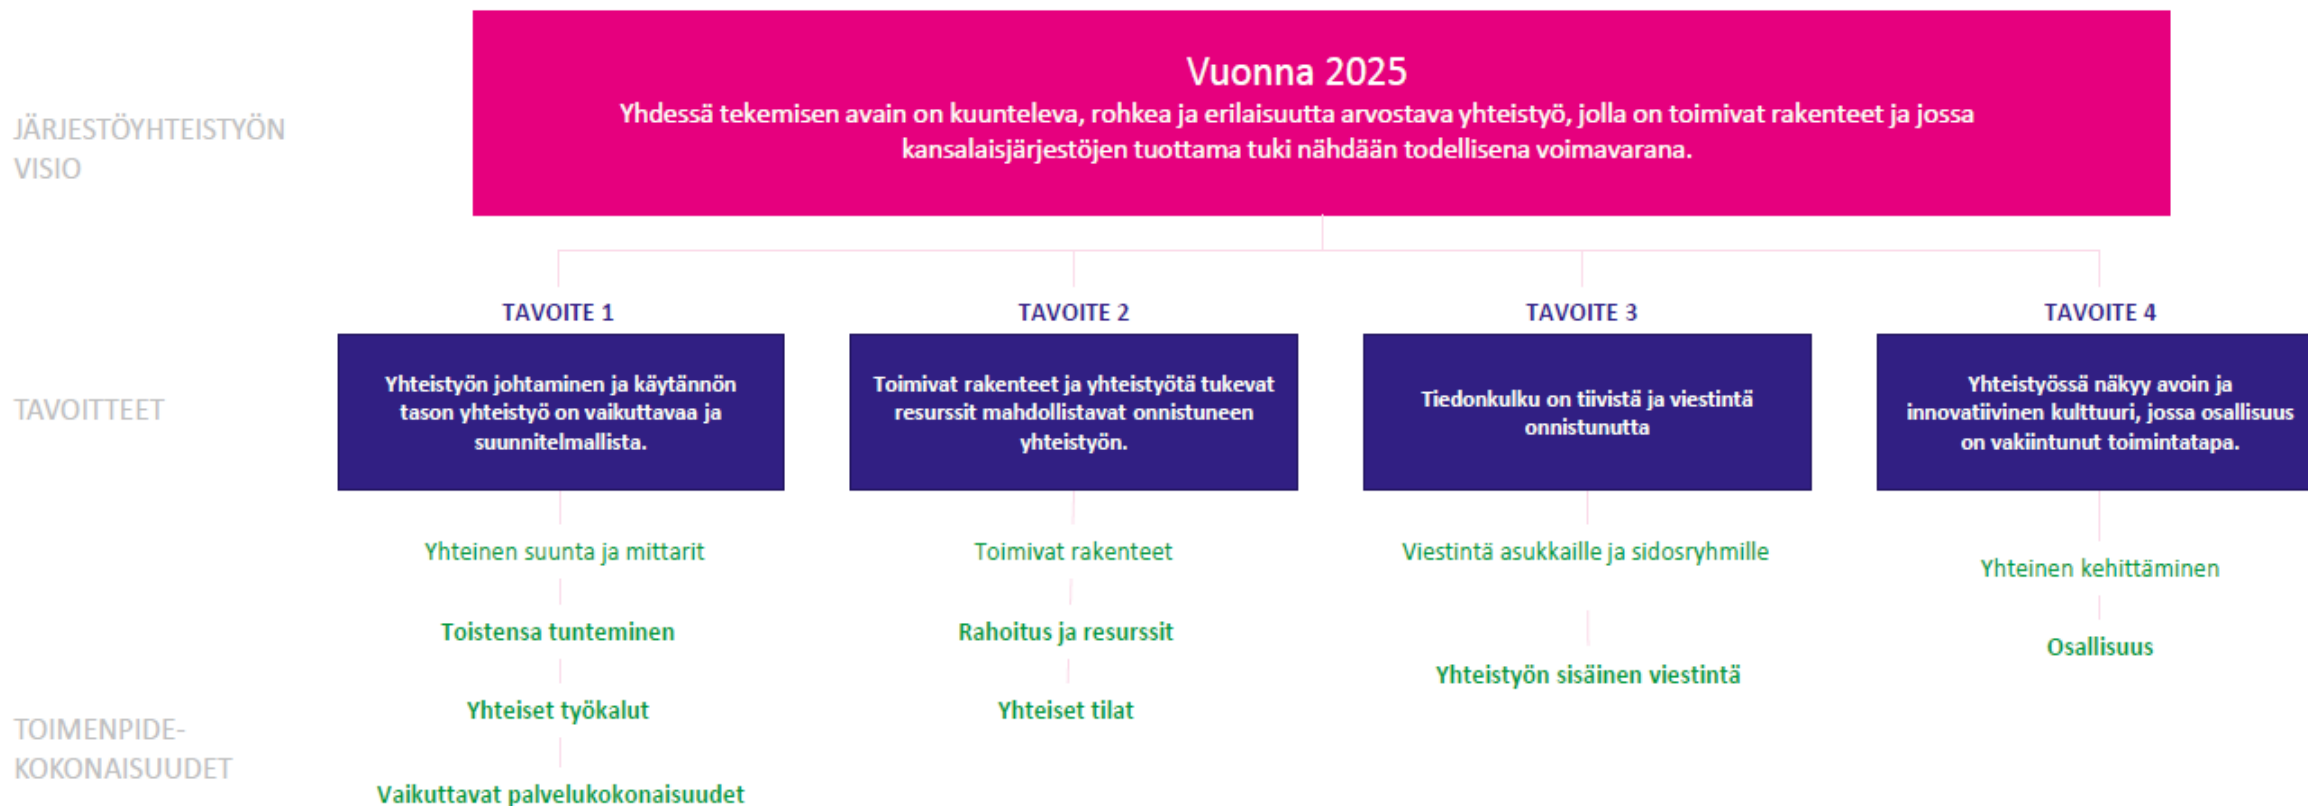 JÄRJESTÖYHTEISTYÖN
VISIO
Vuonna 2025
Yhdessä tekemisen avain on kuunteleva, rohkea ja erilaisuutta arvostava yhteistyö, jolla on toimivat rakenteet ja jossa
kansalaisjärjestöjen tuottama tuki nähdään todellisena voimavarana.
TAVOITTEET
TAVOITE 1
Yhteistyön johtaminen ja käytännön
tason yhteistyö on vaikuttavaa ja
suunnitelmallista.
TAVOITE 2
Toimivat rakenteet ja yhteistyötä tukevat
resurssit mahdollistavat onnistuneen
yhteistyön.
TAVOITE 3
Tiedonkulku on tiivistä ja viestintä
onnistunutta
TAVOITE 4
Yhteistyössä näkyy avoin ja
innovatiivinen kulttuuri, jossa osallisuus
on vakiintunut toimintatapa.
TOIMENPIDE-
KOKONAISUUDET
Yhteinen suunta ja mittarit
Toistensa tunteminen
Yhteiset työkalut
Vaikuttavat palvelukokonaisuudet
Toimivat rakenteet
Rahoitus ja resurssit
Yhteiset tilat
Viestintä asukkaille ja sidosryhmille
Yhteistyön sisäinen viestintä
Yhteinen kehittäminen
Osallisuus